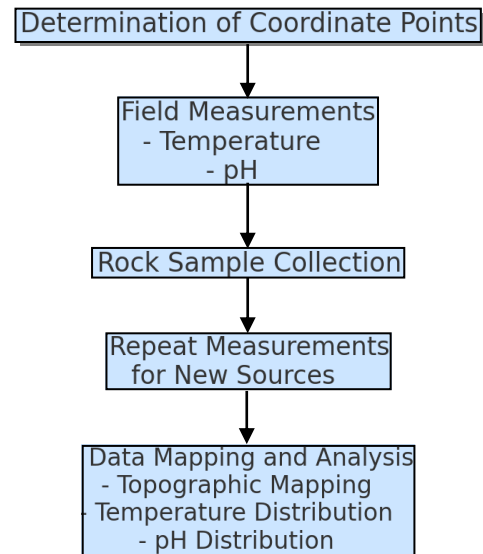 Determination of Coordinate Points
Field Measurements
- Temperature
- pH
Rock Sample Collection
Repeat Measurements
for New Sources
Data Mapping and Analysis
- Topographic Mapping
- Temperature Distribution
- pH Distribution